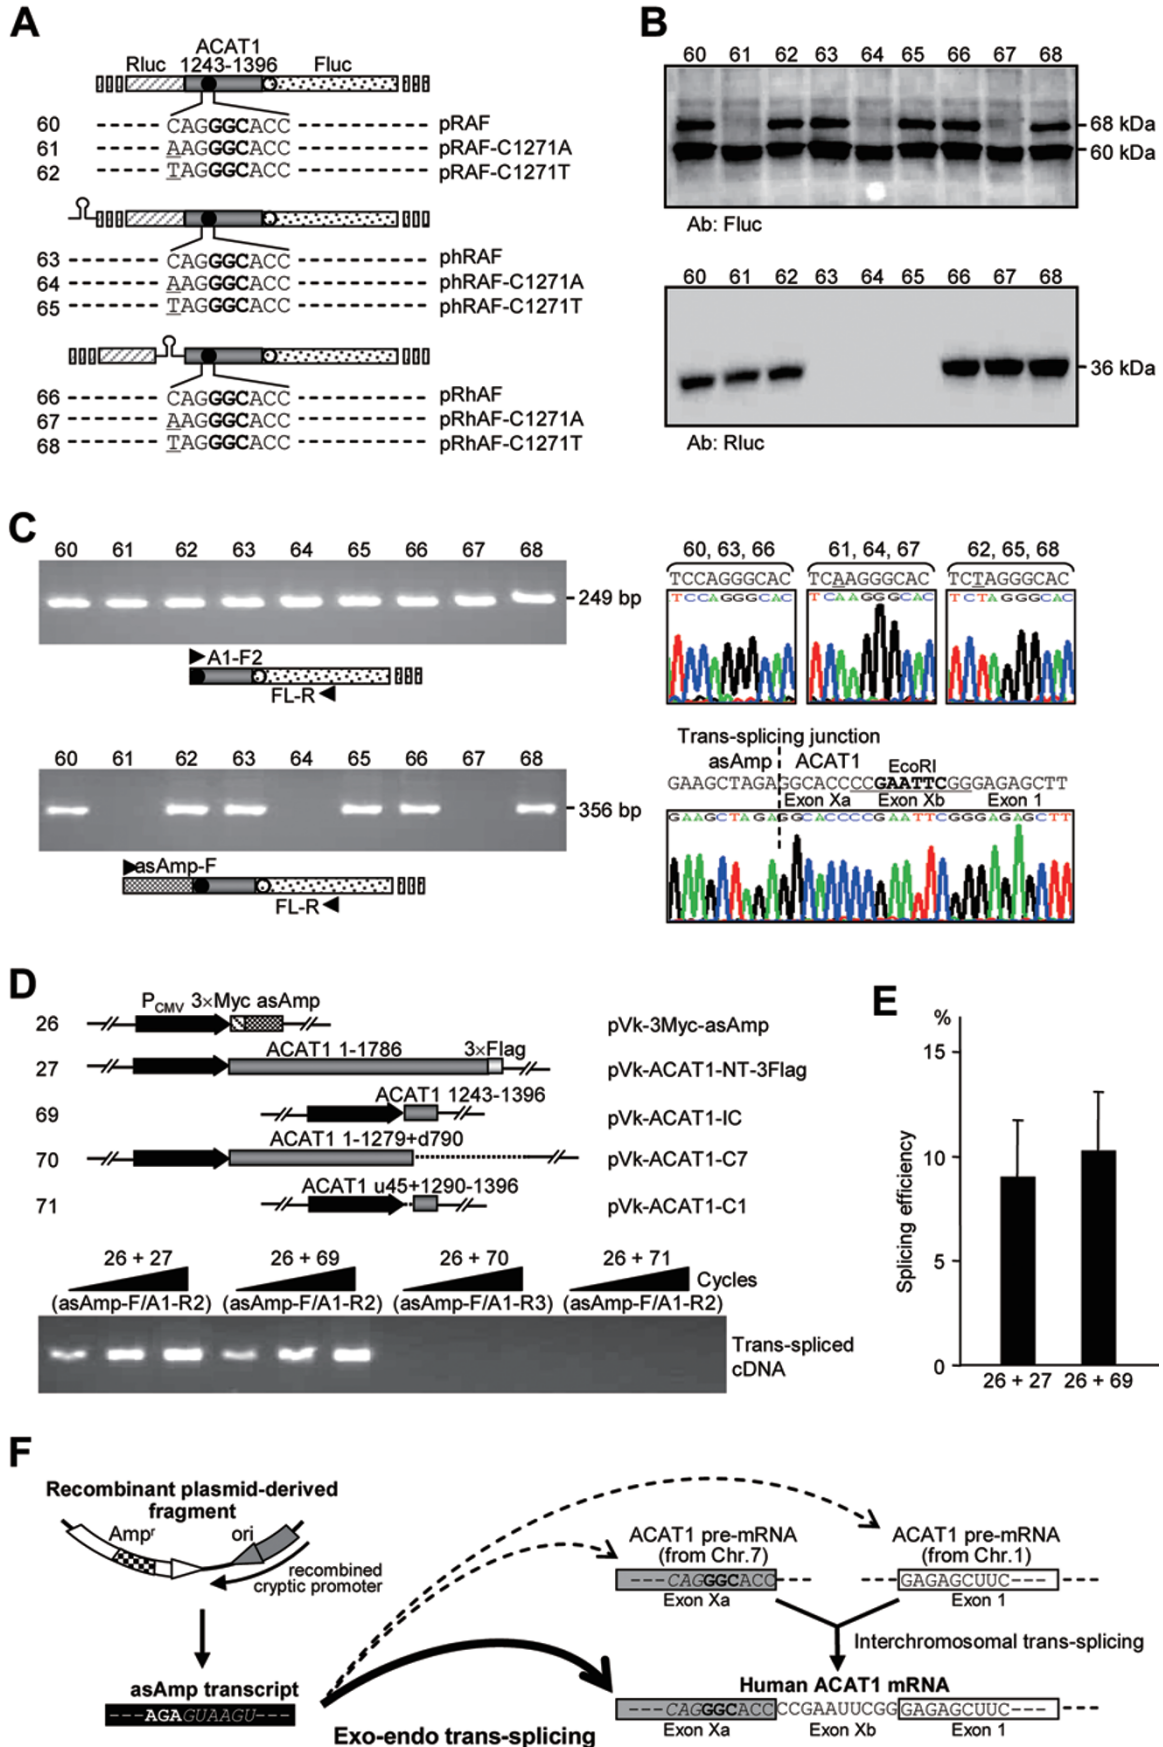 A
ACAT1
Rluc 1243-1396 Fluc
60 CAGGGCACC pRAF
61 AAGGGCACC pRAF-C1271A
62 TAGGGCACC pRAF-C1271T
63 CAGGGCACC phRAF
64 AAGGGCACC phRAF-C1271A
65 TAGGGCACC phRAF-C1271T
66 CAGGGCACC pRhAF
67 AAGGGCACC pRhAF-C1271A
68 TAGGGCACC pRhAF-C1271T
B
60 61 62 63 64 65 66 67 68
68 kDa
60 kDa
Ab: Fluc
60 61 62 63 64 65 66 67 68
36 kDa
Ab: Rluc
C
60 61 62 63 64 65 66 67 68
249 bp
A1-F2
FL-R
60 61 62 63 64 65 66 67 68
356 bp
asAmp-F
FL-R
60, 63, 66 61, 64, 67 62, 65, 68
TCCAGGGCAC TCAAGGGCAC TCTAGGGCAC
TCCAGGGCAC TCAAGGGCAC TCTAGGGCAC
Trans-splicing junction
asAmp ACAT1 EcoRI
GAAGCTAGAGGCACCCCGAATTCGGGAGAGCTT
Exon Xa Exon Xb Exon 1
GAAGCTAGAGGCACCCCGAATTCGGGAGAGCTT
D
PCMV 3×Myc asAmp
26 pVk-3Myc-asAmp
ACAT1 1-1786 3×Flag
27 pVk-ACAT1-NT-3Flag
ACAT1 1243-1396
69 pVk-ACAT1-IC
ACAT1 1-1279+d790
70 pVk-ACAT1-C7
ACAT1 u45+1290-1396
71 pVk-ACAT1-C1
26 + 27 26 + 69 26 + 70 26 + 71
Cycles
(asAmp-F/A1-R2) (asAmp-F/A1-R2) (asAmp-F/A1-R3) (asAmp-F/A1-R2)
Trans-spliced
cDNA
E
%
15
10
5
0
Splicing efficiency
26 + 27 26 + 69
F
Recombinant plasmid-derived
fragment
Ampr ori
recombined
cryptic promoter
asAmp transcript
---AGAGUAAGU---
Exo-endo trans-splicing
ACAT1 pre-mRNA
(from Chr.7)
---CAGGGCACC---
Exon Xa
ACAT1 pre-mRNA
(from Chr.1)
---GAGAGCUUC---
Exon 1
Interchromosomal trans-splicing
Human ACAT1 mRNA
---CAGGGCACCCCGAAUUCGGGAGAGCUUC---
Exon Xa Exon Xb Exon 1